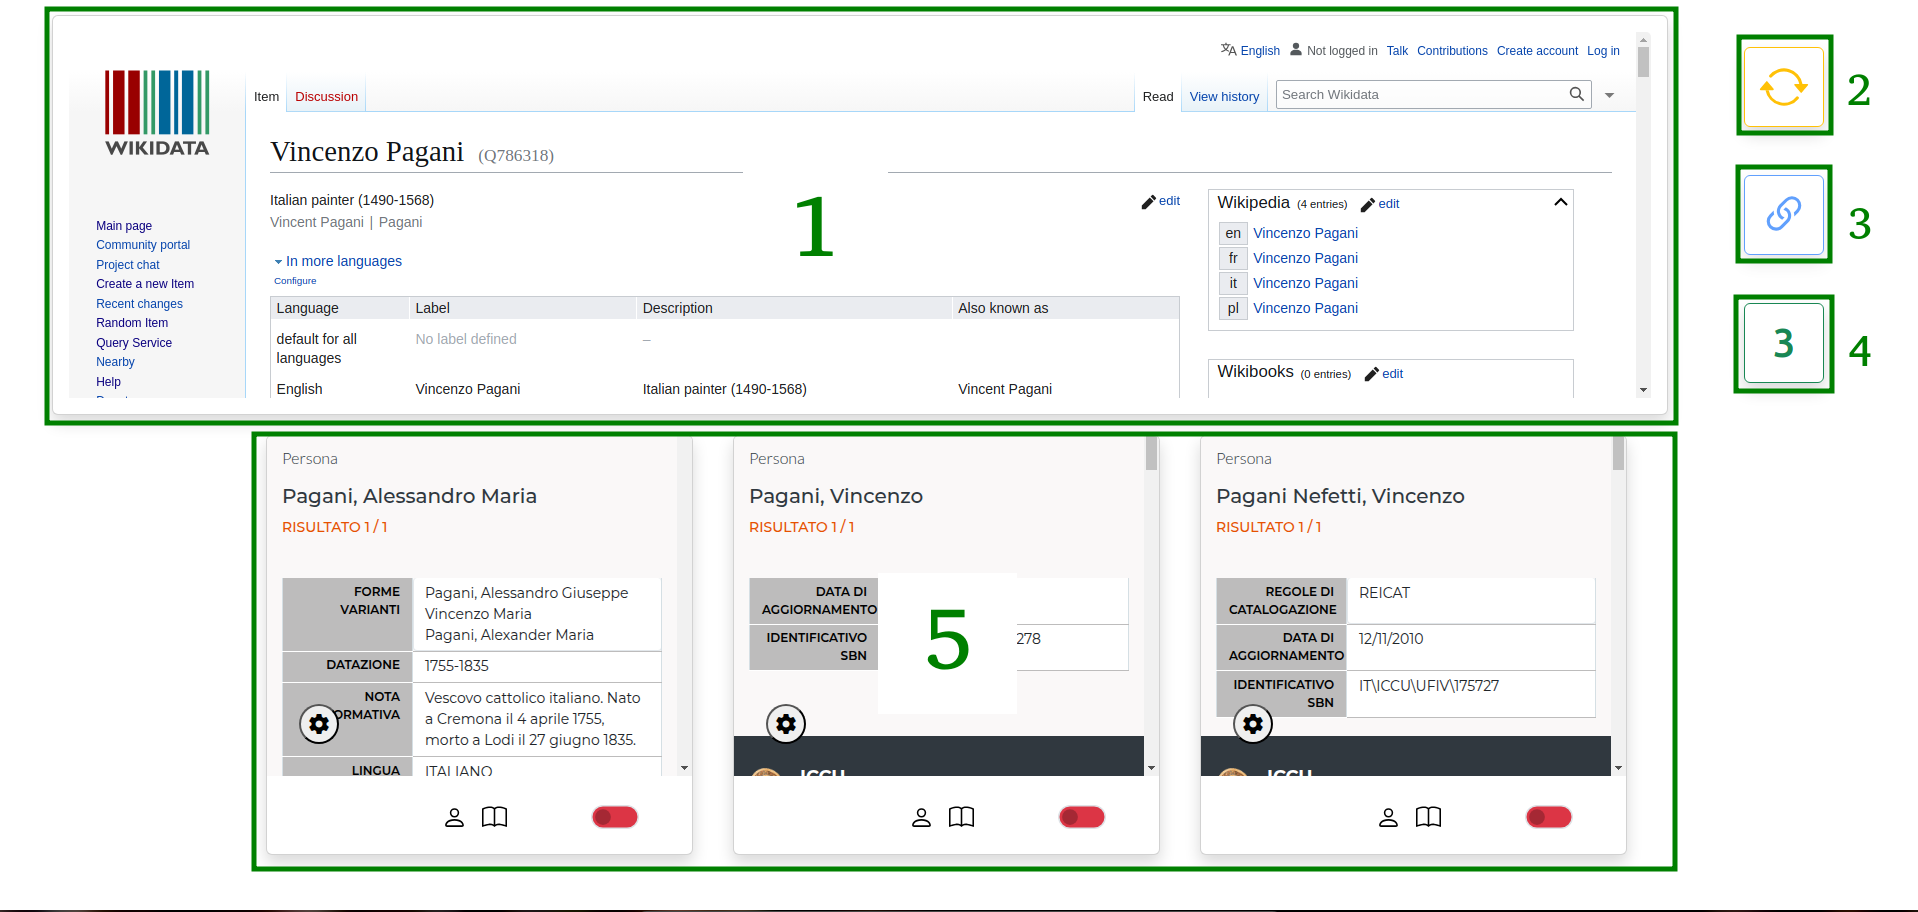 English Not logged in Talk Contributions Create account Log in
Item Discussion Read View history Search Wikidata
WIKIDATA
2
Vincenzo Pagani (Q786318)
Italian painter (1490-1568) edit
Vincent Pagani | Pagani
In more languages
Configure
Language Label Description Also known as
default for all languages No label defined –
English Vincenzo Pagani Italian painter (1490-1568) Vincent Pagani
1
Main page
Community portal
Project chat
Create a new Item
Recent changes
Random Item
Query Service
Nearby
Help
Wikipedia (4 entries) edit
en Vincenzo Pagani
fr Vincenzo Pagani
it Vincenzo Pagani
pl Vincenzo Pagani
Wikibooks (0 entries) edit
3
3
4
Persona
Pagani, Alessandro Maria
RISULTATO 1 / 1
FORME VARIANTI
Pagani, Alessandro Giuseppe
Vincenzo Maria
Pagani, Alexander Maria
DATAZIONE 1755-1835
NOTA
ORMATIVA
Vescovo cattolico italiano. Nato
a Cremona il 4 aprile 1755,
morto a Lodi il 27 giugno 1835.
LINGUA ITALIANO
Persona
Pagani, Vincenzo
RISULTATO 1 / 1
DATA DI
AGGIORNAMENTO
IDENTIFICATIVO
SBN
278
5
ICCU
Persona
Pagani Nefetti, Vincenzo
RISULTATO 1 / 1
REGOLE DI
CATALOGAZIONE
REICAT
DATA DI
AGGIORNAMENTO
12/11/2010
IDENTIFICATIVO
SBN
IT\ICCU\UFIV\175727
ICCU